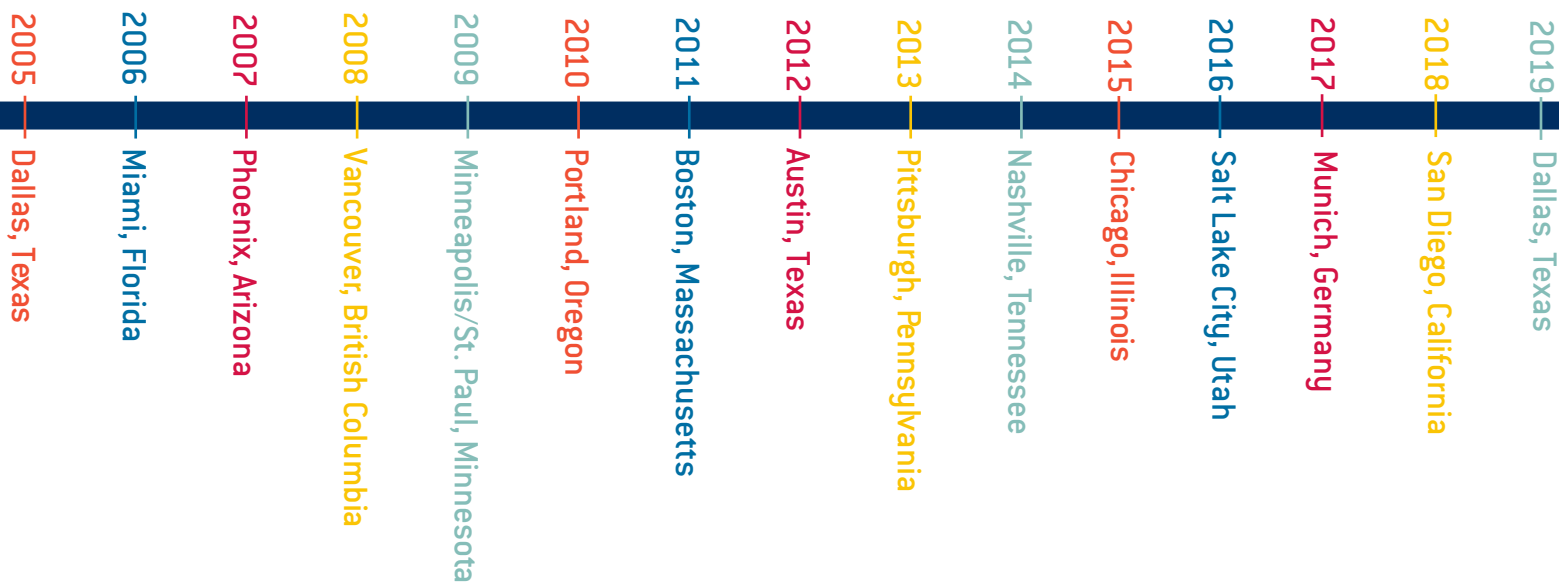 2005 Dallas, Texas
2006 Miami, Florida
2007 Phoenix, Arizona
2008 Vancouver, British Columbia
2009 Minneapolis/St. Paul, Minnesota
2010 Portland, Oregon
2011 Boston, Massachusetts
2012 Austin, Texas
2013 Pittsburgh, Pennsylvania
2014 Nashville, Tennessee
2015 Chicago, Illinois
2016 Salt Lake City, Utah
2017 Munich, Germany
2018 San Diego, California
2019 Dallas, Texas